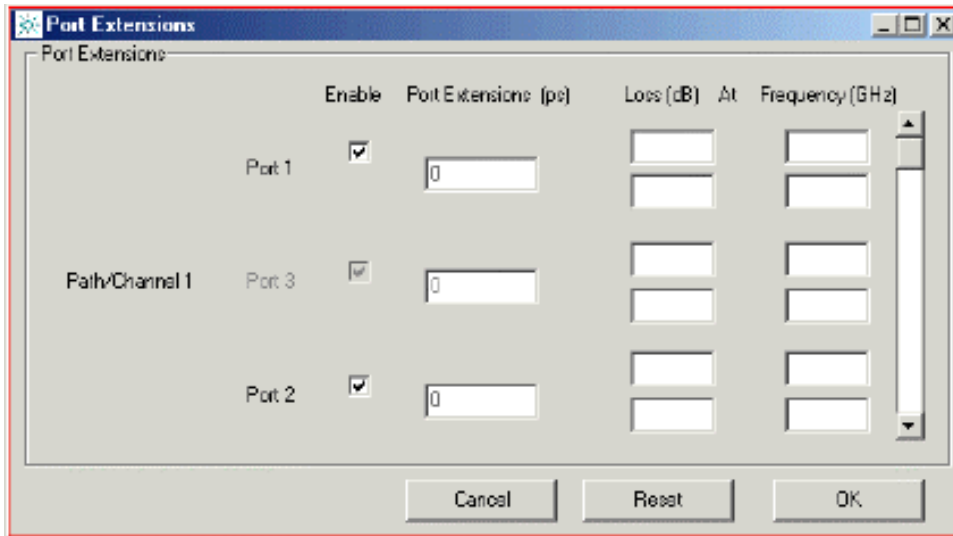 Port Extensions
Port Extensions
Enable Port Extensions (ps) Loss (dB) At Frequency (GHz)
Port 1 0
Path/Channel 1 Port 3 0
Port 2 0
Cancel Reset OK